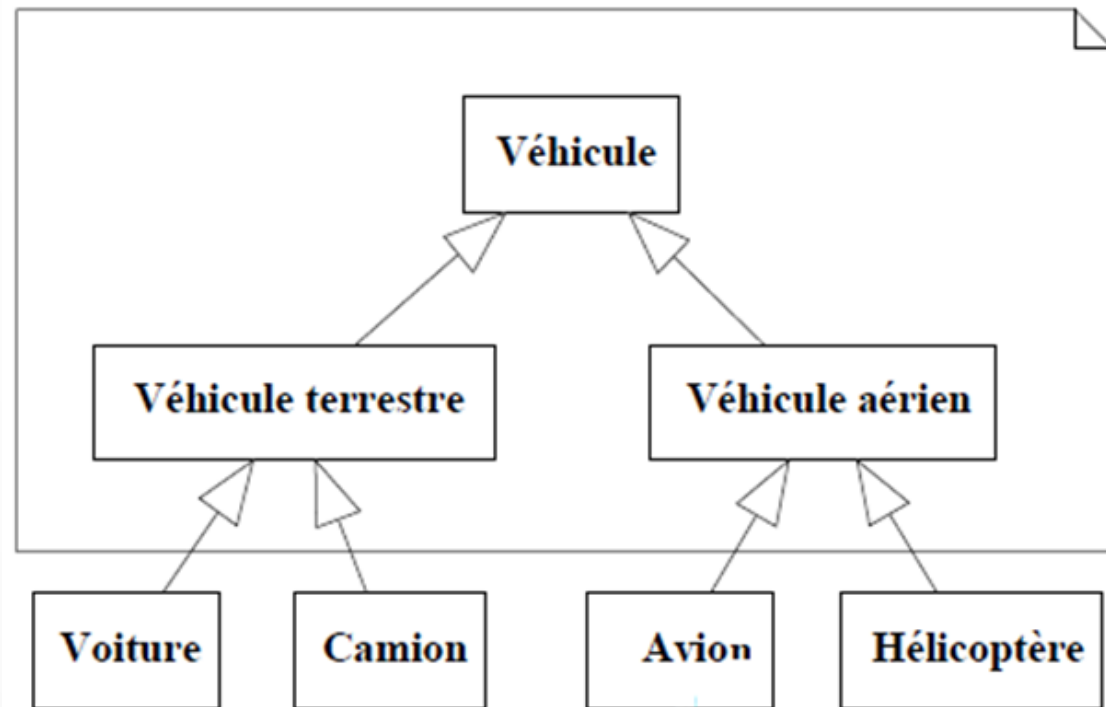 Véhicule
Véhicule terrestre
Véhicule aérien
Voiture
Camion
Avion
Hélicoptère